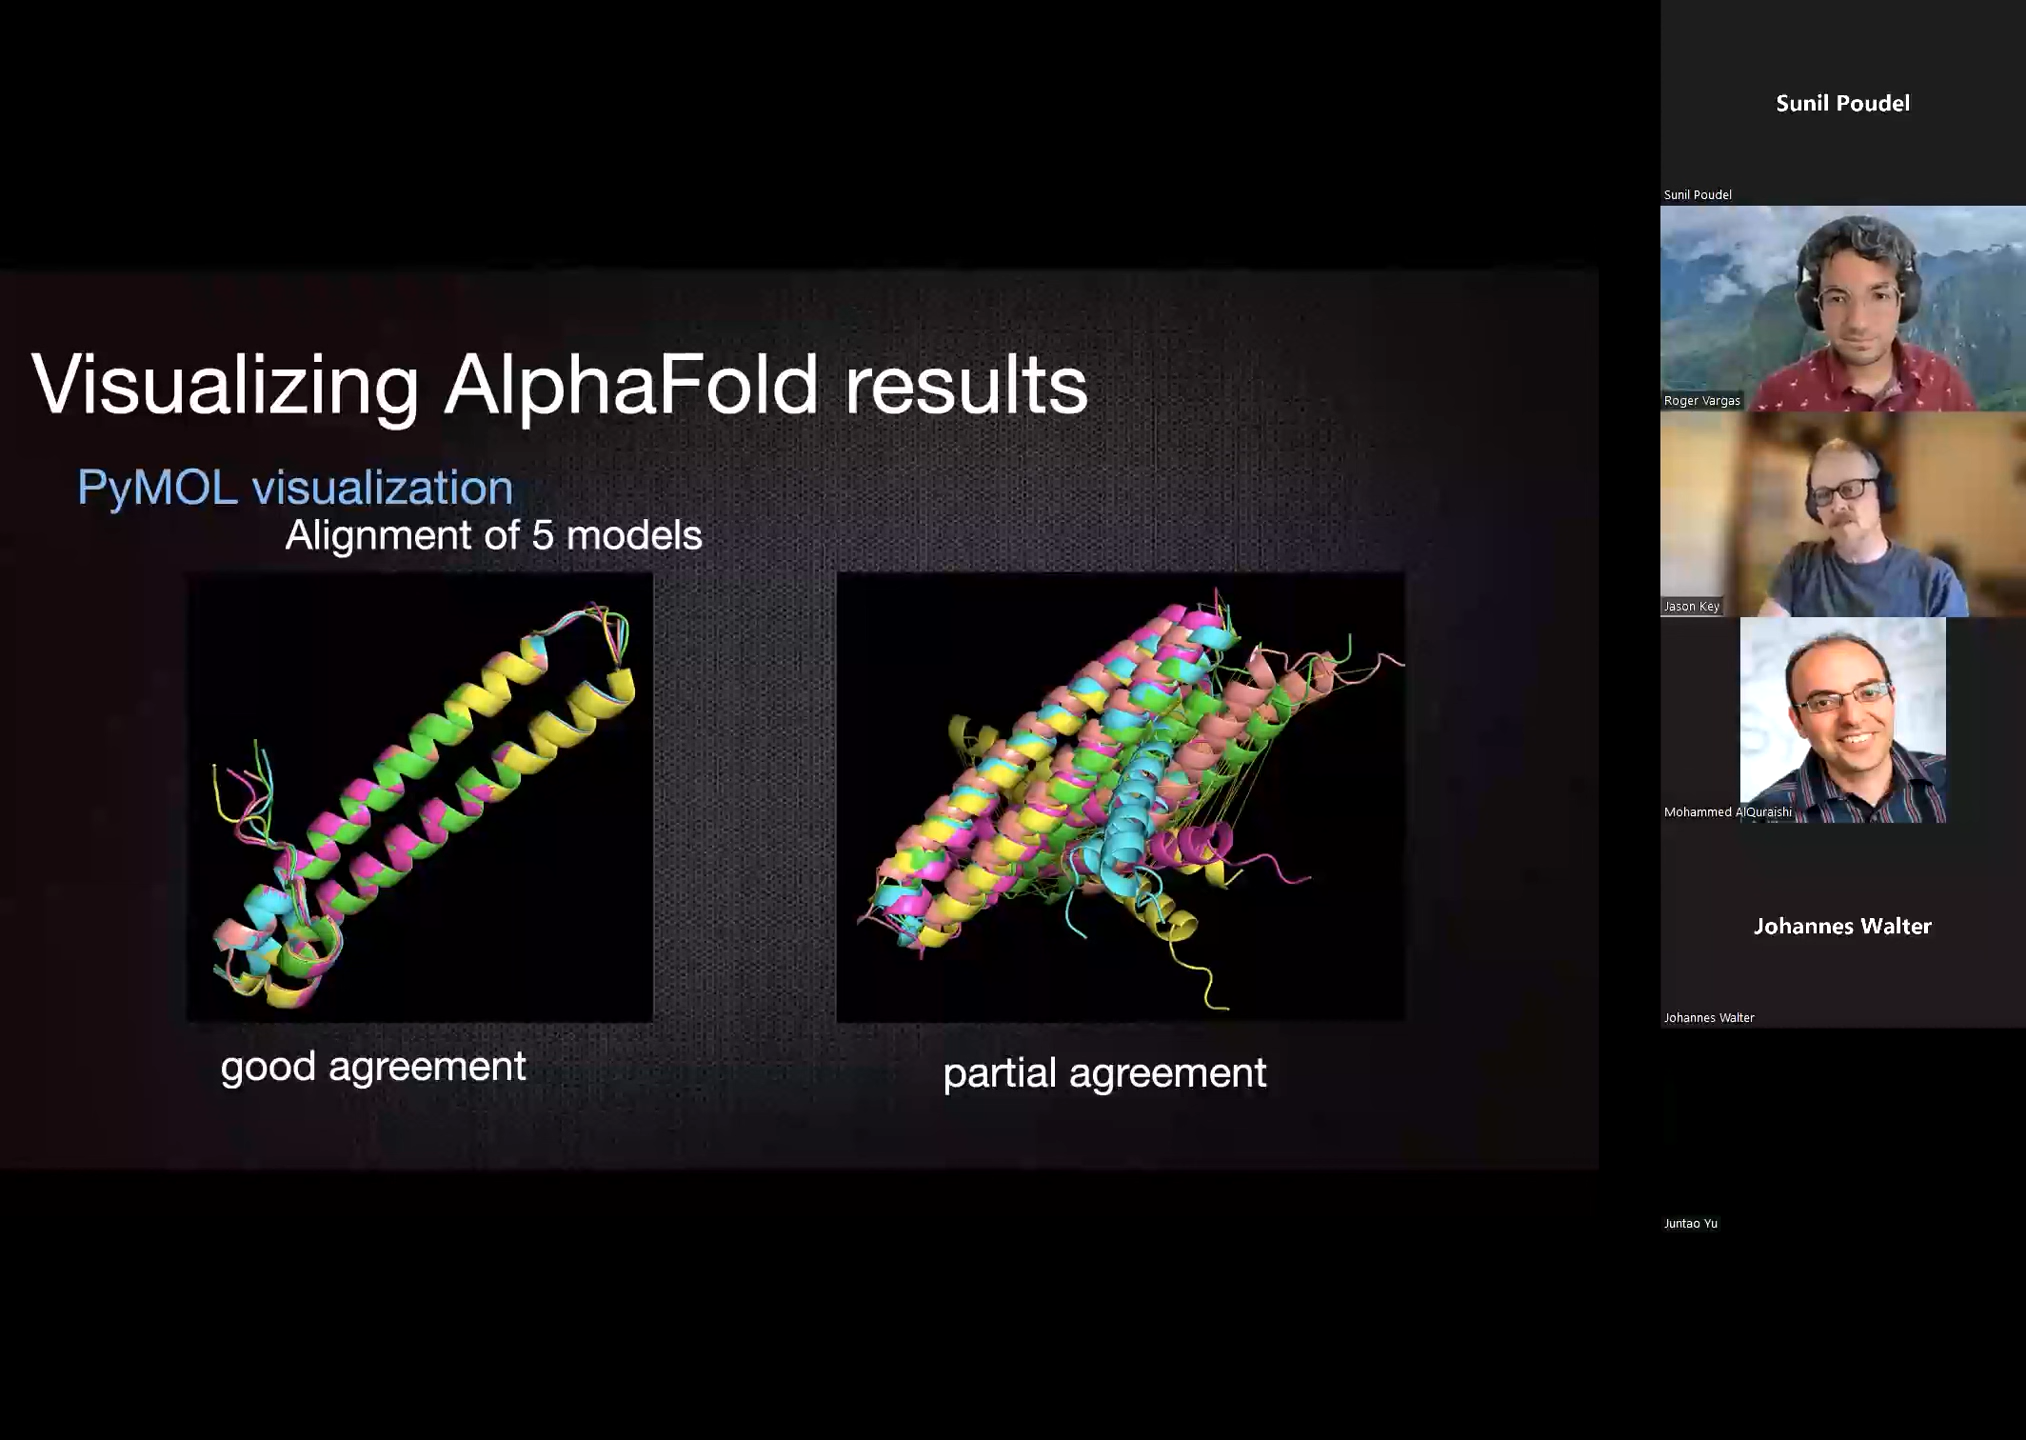 Visualizing AlphaFold results
PyMOL visualization
Alignment of 5 models
good agreement
partial agreement
Sunil Poudel
Sunil Poudel
Roger Vargas
Jason Key
Mohammed AlQuraishi
Johannes Walter
Johannes Walter
Juntao Yu